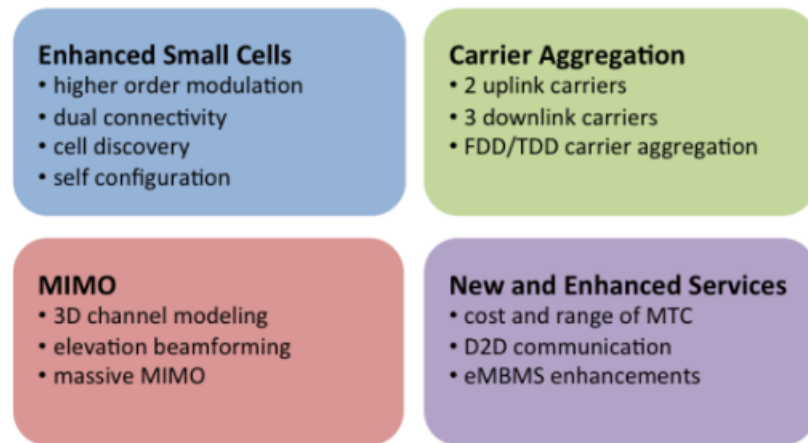 Enhanced Small Cells
• higher order modulation
• dual connectivity
• cell discovery
• self configuration
Carrier Aggregation
• 2 uplink carriers
• 3 downlink carriers
• FDD/TDD carrier aggregation
MIMO
• 3D channel modeling
• elevation beamforming
• massive MIMO
New and Enhanced Services
• cost and range of MTC
• D2D communication
• eMBMS enhancements